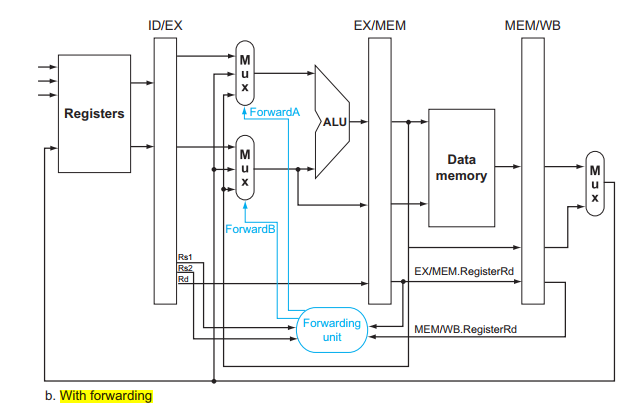 ID/EX
EX/MEM
MEM/WB
M
u
x
Registers
ForwardA
ALU
M
u
x
Data
memory
M
u
x
ForwardB
Rs1
Rs2
Rd
EX/MEM.RegisterRd
Forwarding
unit
MEM/WB.RegisterRd
b. With forwarding